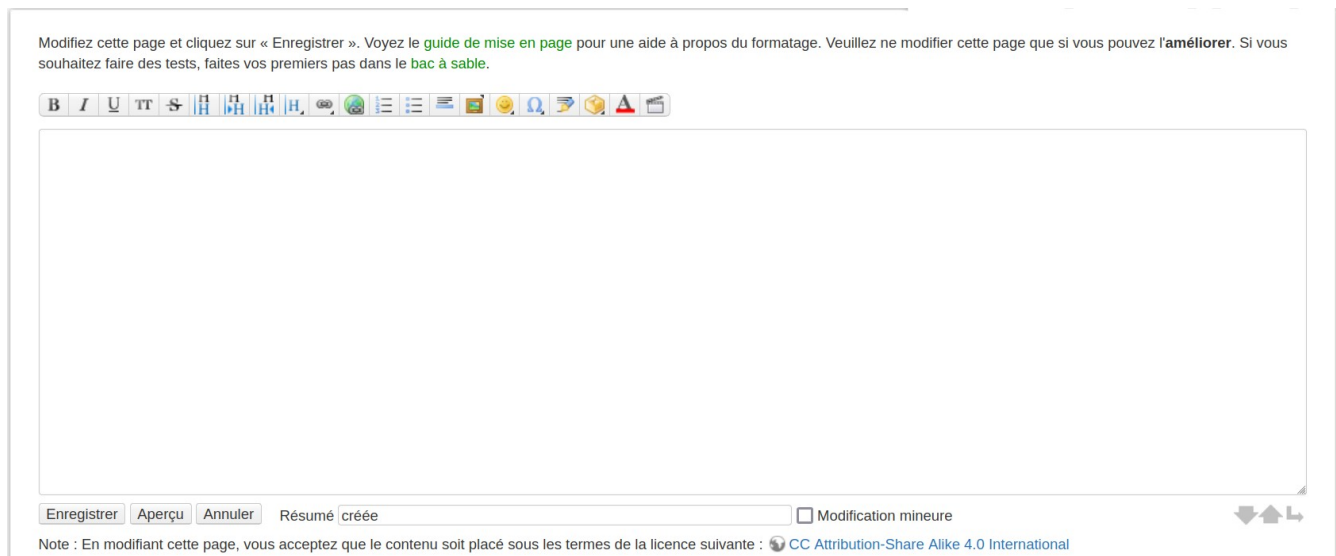 Modifiez cette page et cliquez sur « Enregistrer ». Voyez le guide de mise en page pour une aide à propos du formatage. Veuillez ne modifier cette page que si vous pouvez l'améliorer. Si vous
souhaitez faire des tests, faites vos premiers pas dans le bac à sable.
B I U TT S H H H H H H H Ω A
Enregistrer Aperçu Annuler Résumé créée Modification mineure
Note : En modifiant cette page, vous acceptez que le contenu soit placé sous les termes de la licence suivante : CC Attribution-Share Alike 4.0 International